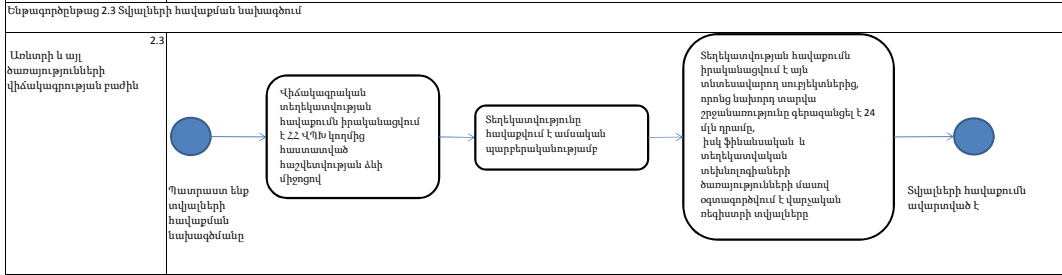 Ենթագործընթաց 2.3 Տվյալների հավաքման նախագծում
2.3
Առևտրի և այլ
ծառայությունների
վիճակագրության բաժին
Պատրաստ ենք
տվյալների
հավաքման
նախագծմանը
Վիճակագրական
տեղեկատվության
հավաքումն իրականացվում
է ՀՀ ՎՊԽ կողմից
հաստատված
հաշվետվության ձևի
միջոցով
Տեղեկատվությունը
հավաքվում է ամսական
պարբերականությամբ
Տեղեկատվության հավաքումն
իրականացվում է այն
տնտեսավարող սուբյեկտներից,
որոնց նախորդ տարվա
շրջանառությունը գերազանցել է 24
մլն դրամը,
իսկ ֆինանսական և
տեղեկատվական
տեխնոլոգիաների
ծառայությունների մասով
օգտագործվում է վարչական
ռեգիստրի տվյալները
Տվյալների հավաքումն
ավարտված է